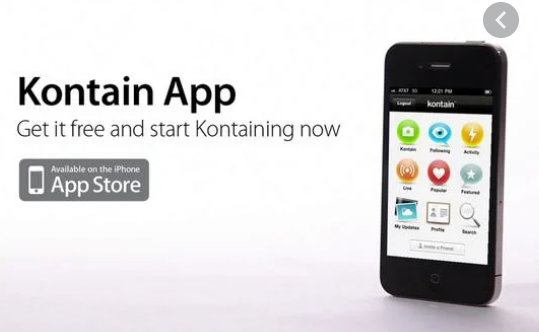 Kontain App
Get it free and start Kontaining now
Available on the iPhone
App Store
AT&T 3G 12:21 PM
Logout kontain
Kontain Following Activity
Live Popular Featured
My Updates Profile Search
Invite a Friend